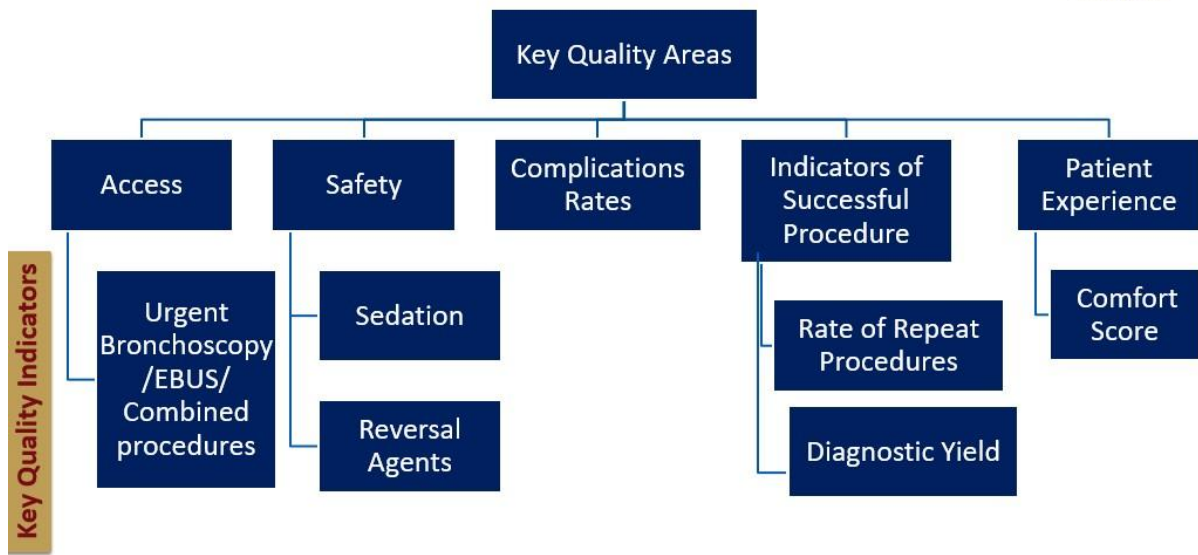 Key Quality Areas
Access
Safety
Complications
Rates
Indicators of
Successful
Procedure
Patient
Experience
Key Quality Indicators
Urgent
Bronchoscopy
/EBUS/
Combined
procedures
Sedation
Reversal
Agents
Rate of Repeat
Procedures
Diagnostic Yield
Comfort
Score